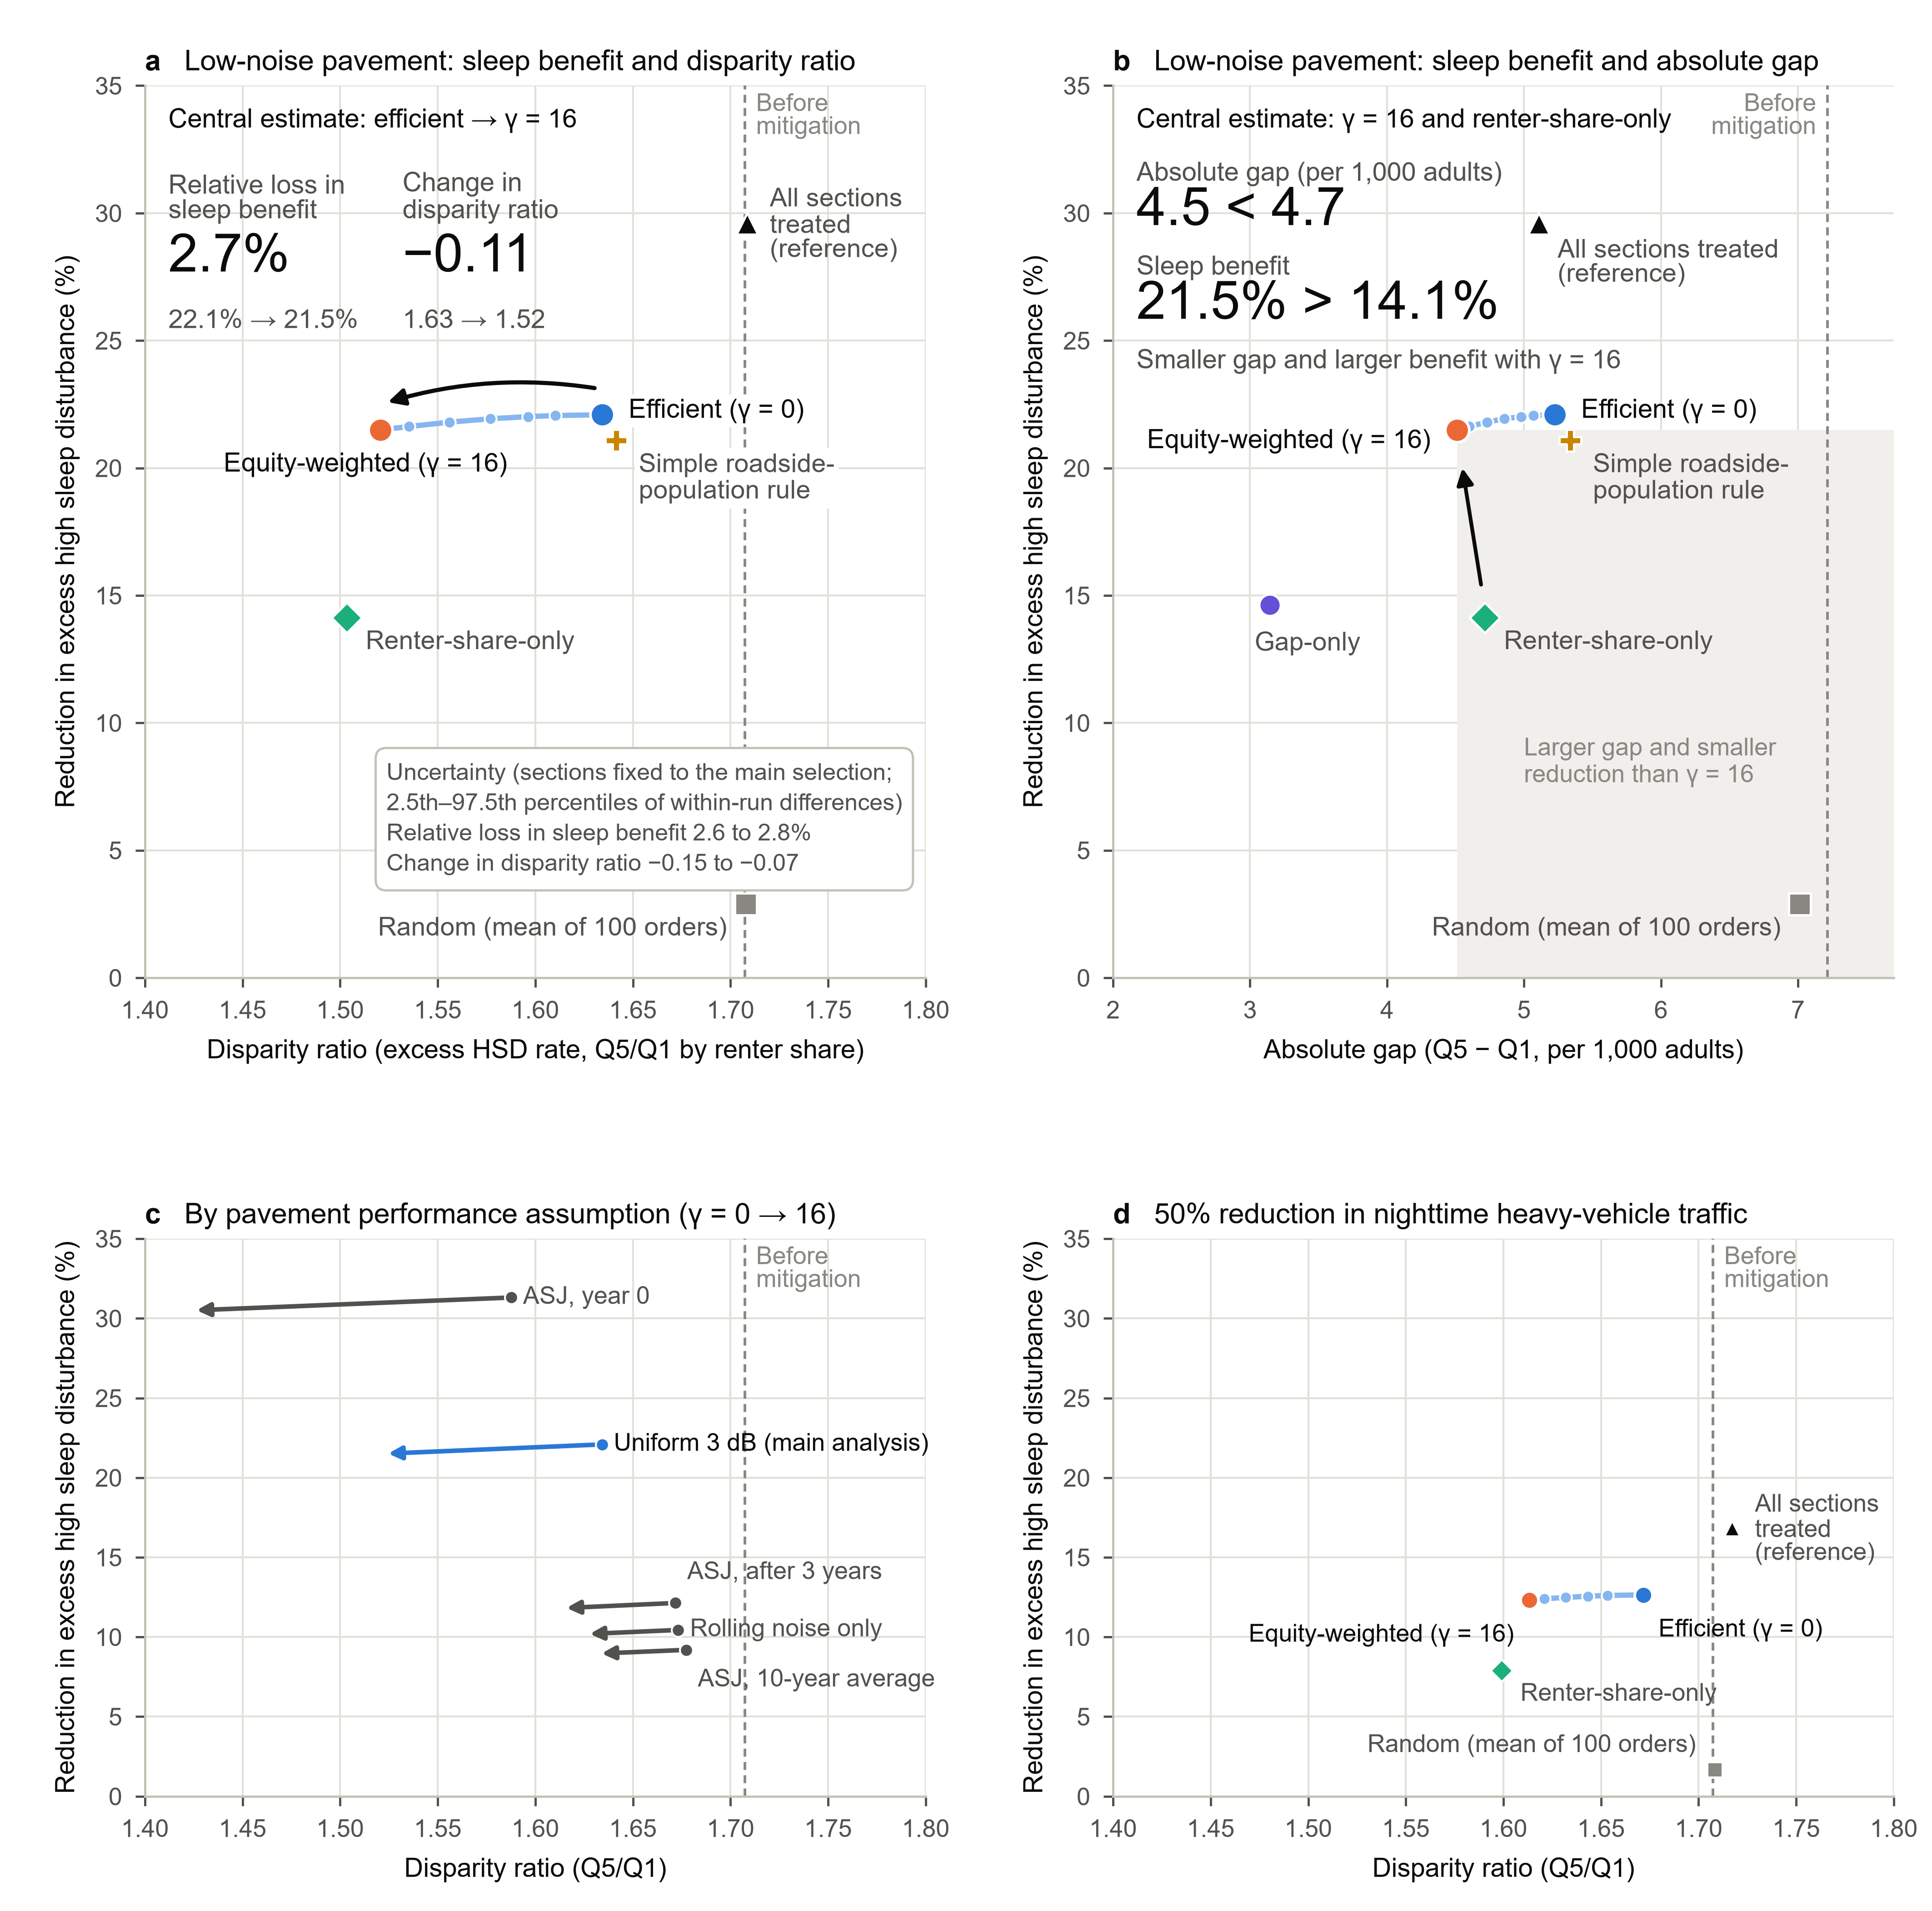 a Low-noise pavement: sleep benefit and disparity ratio
Reduction in excess high sleep disturbance (%)
35
30
25
20
15
10
5
0
Central estimate: efficient → γ = 16
Before
mitigation
Relative loss in
sleep benefit
2.7%
22.1% → 21.5%
Change in
disparity ratio
−0.11
1.63 → 1.52
All sections
treated
(reference)
Efficient (γ = 0)
Equity-weighted (γ = 16)
Simple roadside-
population rule
Renter-share-only
Uncertainty (sections fixed to the main selection;
2.5th–97.5th percentiles of within-run differences)
Relative loss in sleep benefit 2.6 to 2.8%
Change in disparity ratio −0.15 to −0.07
Random (mean of 100 orders)
1.40 1.45 1.50 1.55 1.60 1.65 1.70 1.75 1.80
Disparity ratio (excess HSD rate, Q5/Q1 by renter share)
b Low-noise pavement: sleep benefit and absolute gap
Reduction in excess high sleep disturbance (%)
35
30
25
20
15
10
5
0
Central estimate: γ = 16 and renter-share-only
Before
mitigation
Absolute gap (per 1,000 adults)
4.5 < 4.7
Sleep benefit
21.5% > 14.1%
Smaller gap and larger benefit with γ = 16
All sections treated
(reference)
Efficient (γ = 0)
Equity-weighted (γ = 16)
Simple roadside-
population rule
Gap-only
Renter-share-only
Larger gap and smaller
reduction than γ = 16
Random (mean of 100 orders)
2 3 4 5 6 7
Absolute gap (Q5 − Q1, per 1,000 adults)
c By pavement performance assumption (γ = 0 → 16)
Reduction in excess high sleep disturbance (%)
35
30
25
20
15
10
5
0
Before
mitigation
ASJ, year 0
Uniform 3 dB (main analysis)
ASJ, after 3 years
Rolling noise only
ASJ, 10-year average
1.40 1.45 1.50 1.55 1.60 1.65 1.70 1.75 1.80
Disparity ratio (Q5/Q1)
d 50% reduction in nighttime heavy-vehicle traffic
Reduction in excess high sleep disturbance (%)
35
30
25
20
15
10
5
0
Before
mitigation
All sections
treated
(reference)
Equity-weighted (γ = 16)
Efficient (γ = 0)
Renter-share-only
Random (mean of 100 orders)
1.40 1.45 1.50 1.55 1.60 1.65 1.70 1.75 1.80
Disparity ratio (Q5/Q1)